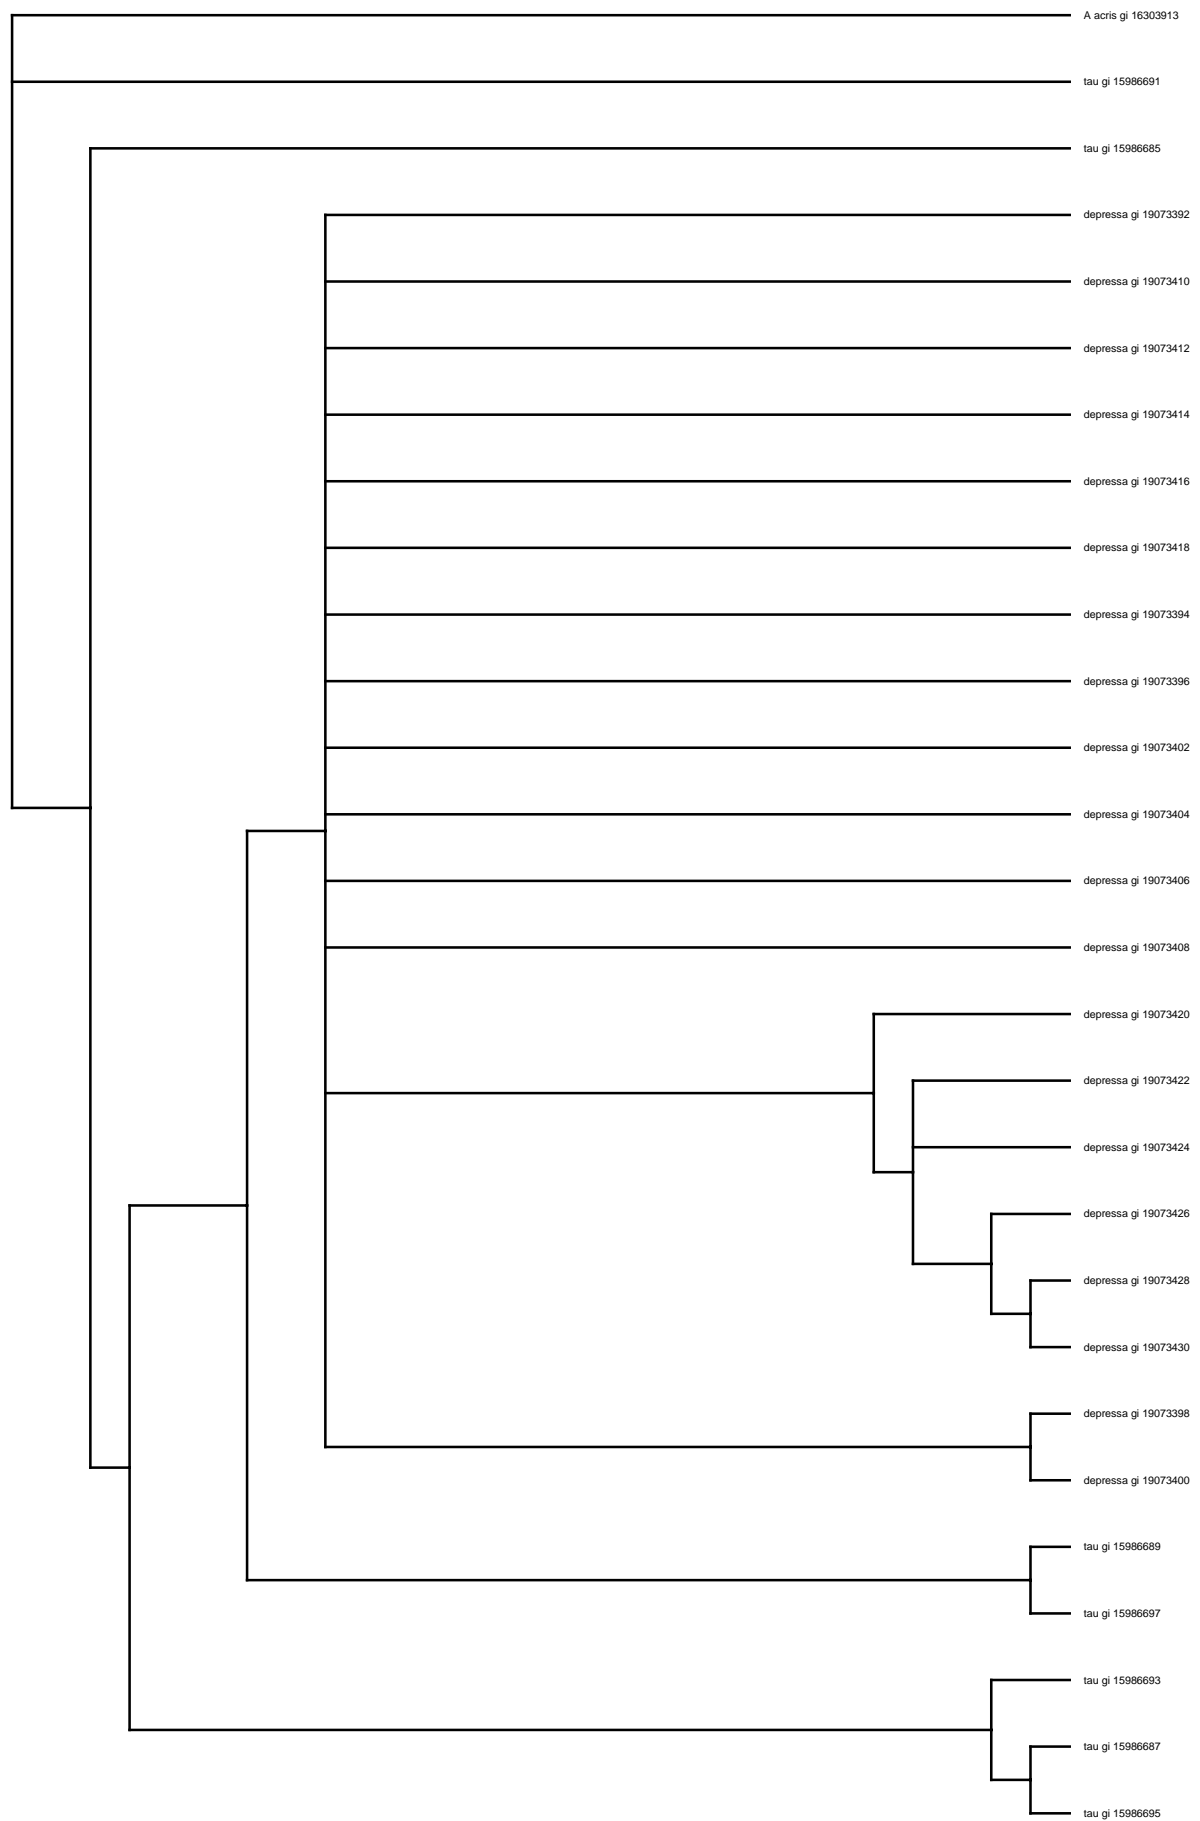 A acris gi 16303913
tau gi 15986691
tau gi 15986685
depressa gi 19073392
depressa gi 19073410
depressa gi 19073412
depressa gi 19073414
depressa gi 19073416
depressa gi 19073418
depressa gi 19073394
depressa gi 19073396
depressa gi 19073402
depressa gi 19073404
depressa gi 19073406
depressa gi 19073408
depressa gi 19073420
depressa gi 19073422
depressa gi 19073424
depressa gi 19073426
depressa gi 19073428
depressa gi 19073430
depressa gi 19073398
depressa gi 19073400
tau gi 15986689
tau gi 15986697
tau gi 15986693
tau gi 15986687
tau gi 15986695